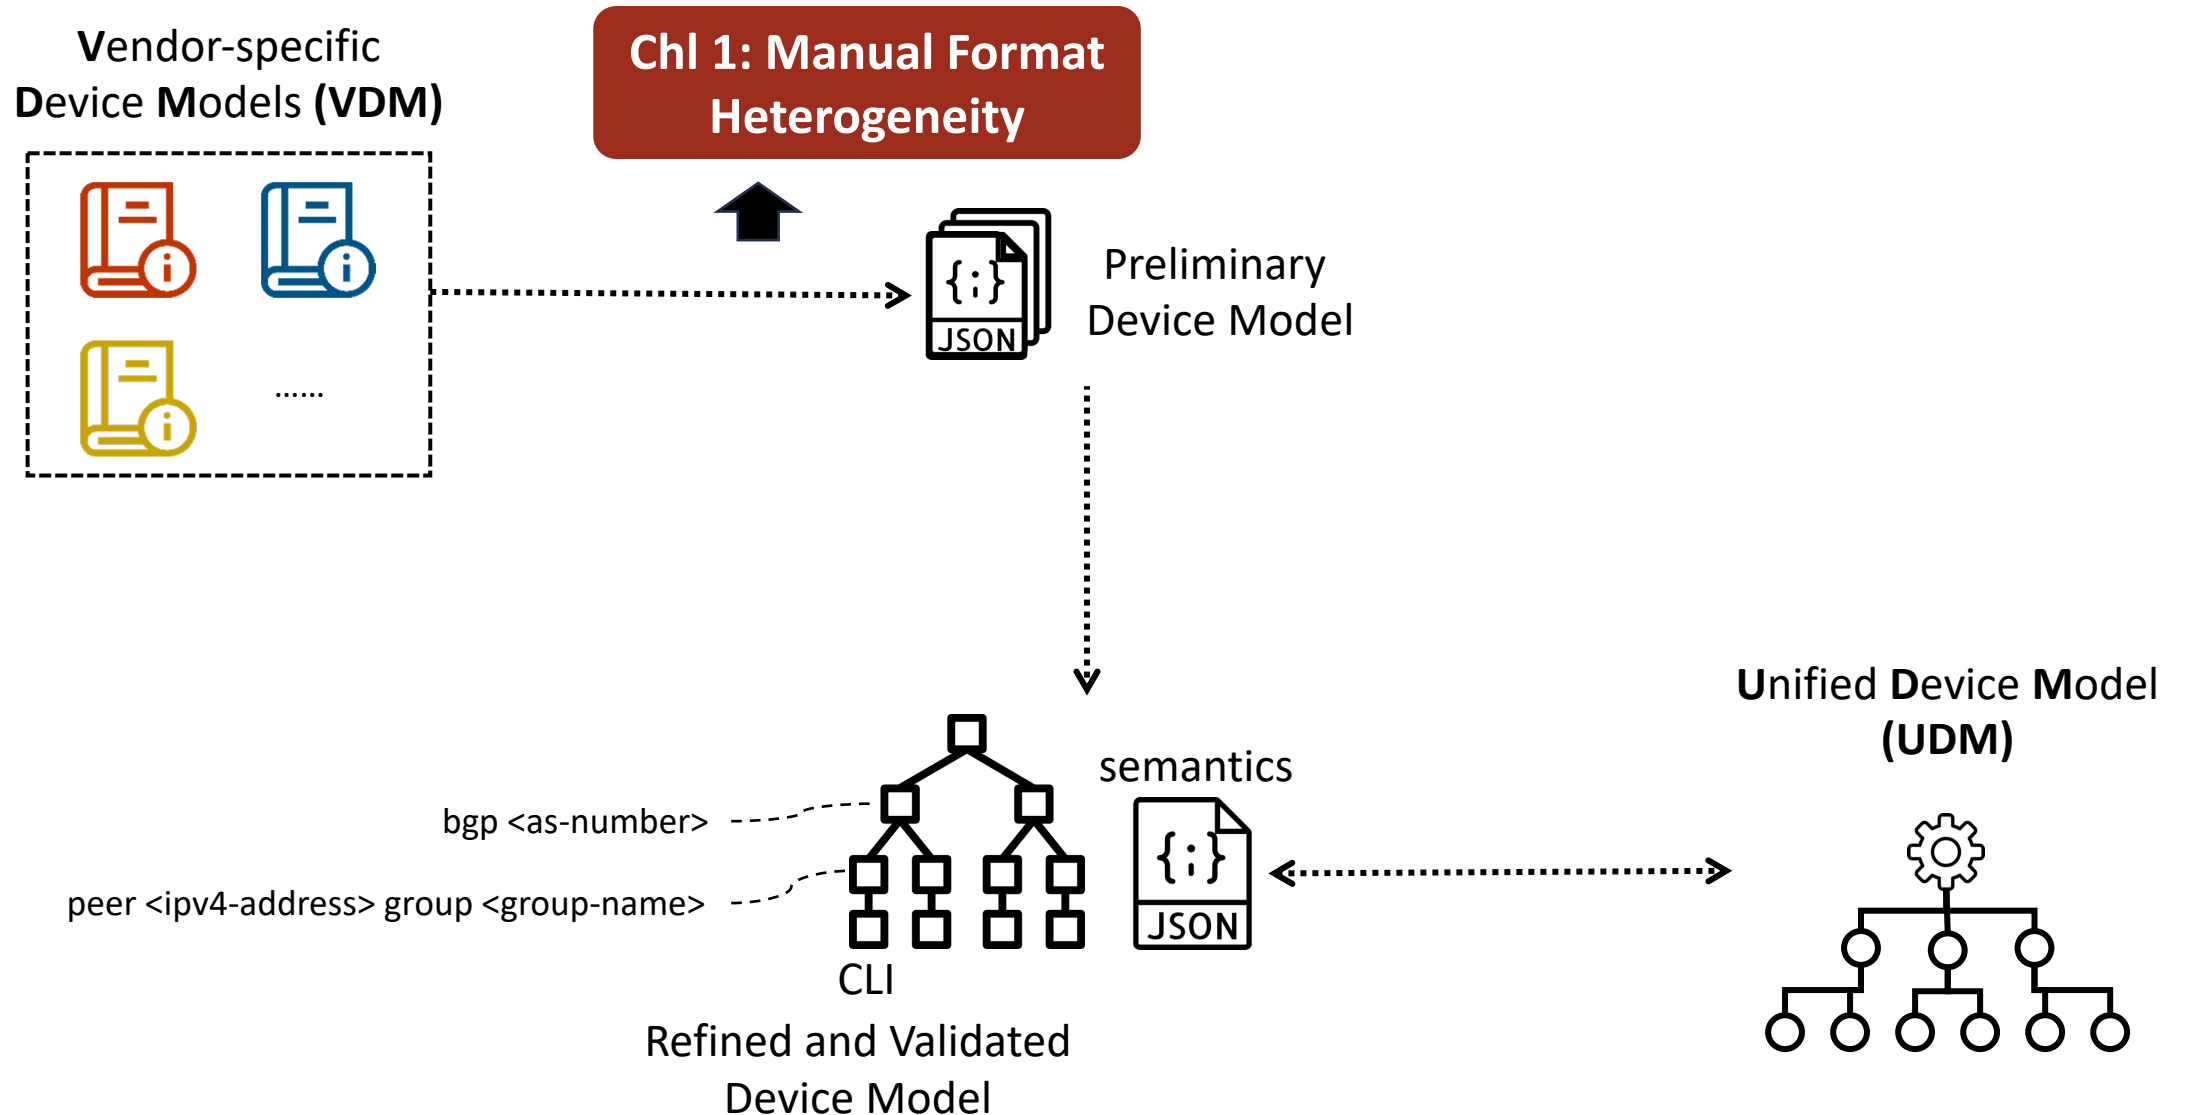 Vendor-specific
Device Models (VDM)
Chl 1: Manual Format
Heterogeneity
i
i
i
......
{;}
JSON
Preliminary
Device Model
Unified Device Model
(UDM)
semantics
bgp <as-number>
{;}
peer <ipv4-address> group <group-name>
JSON
CLI
Refined and Validated
Device Model